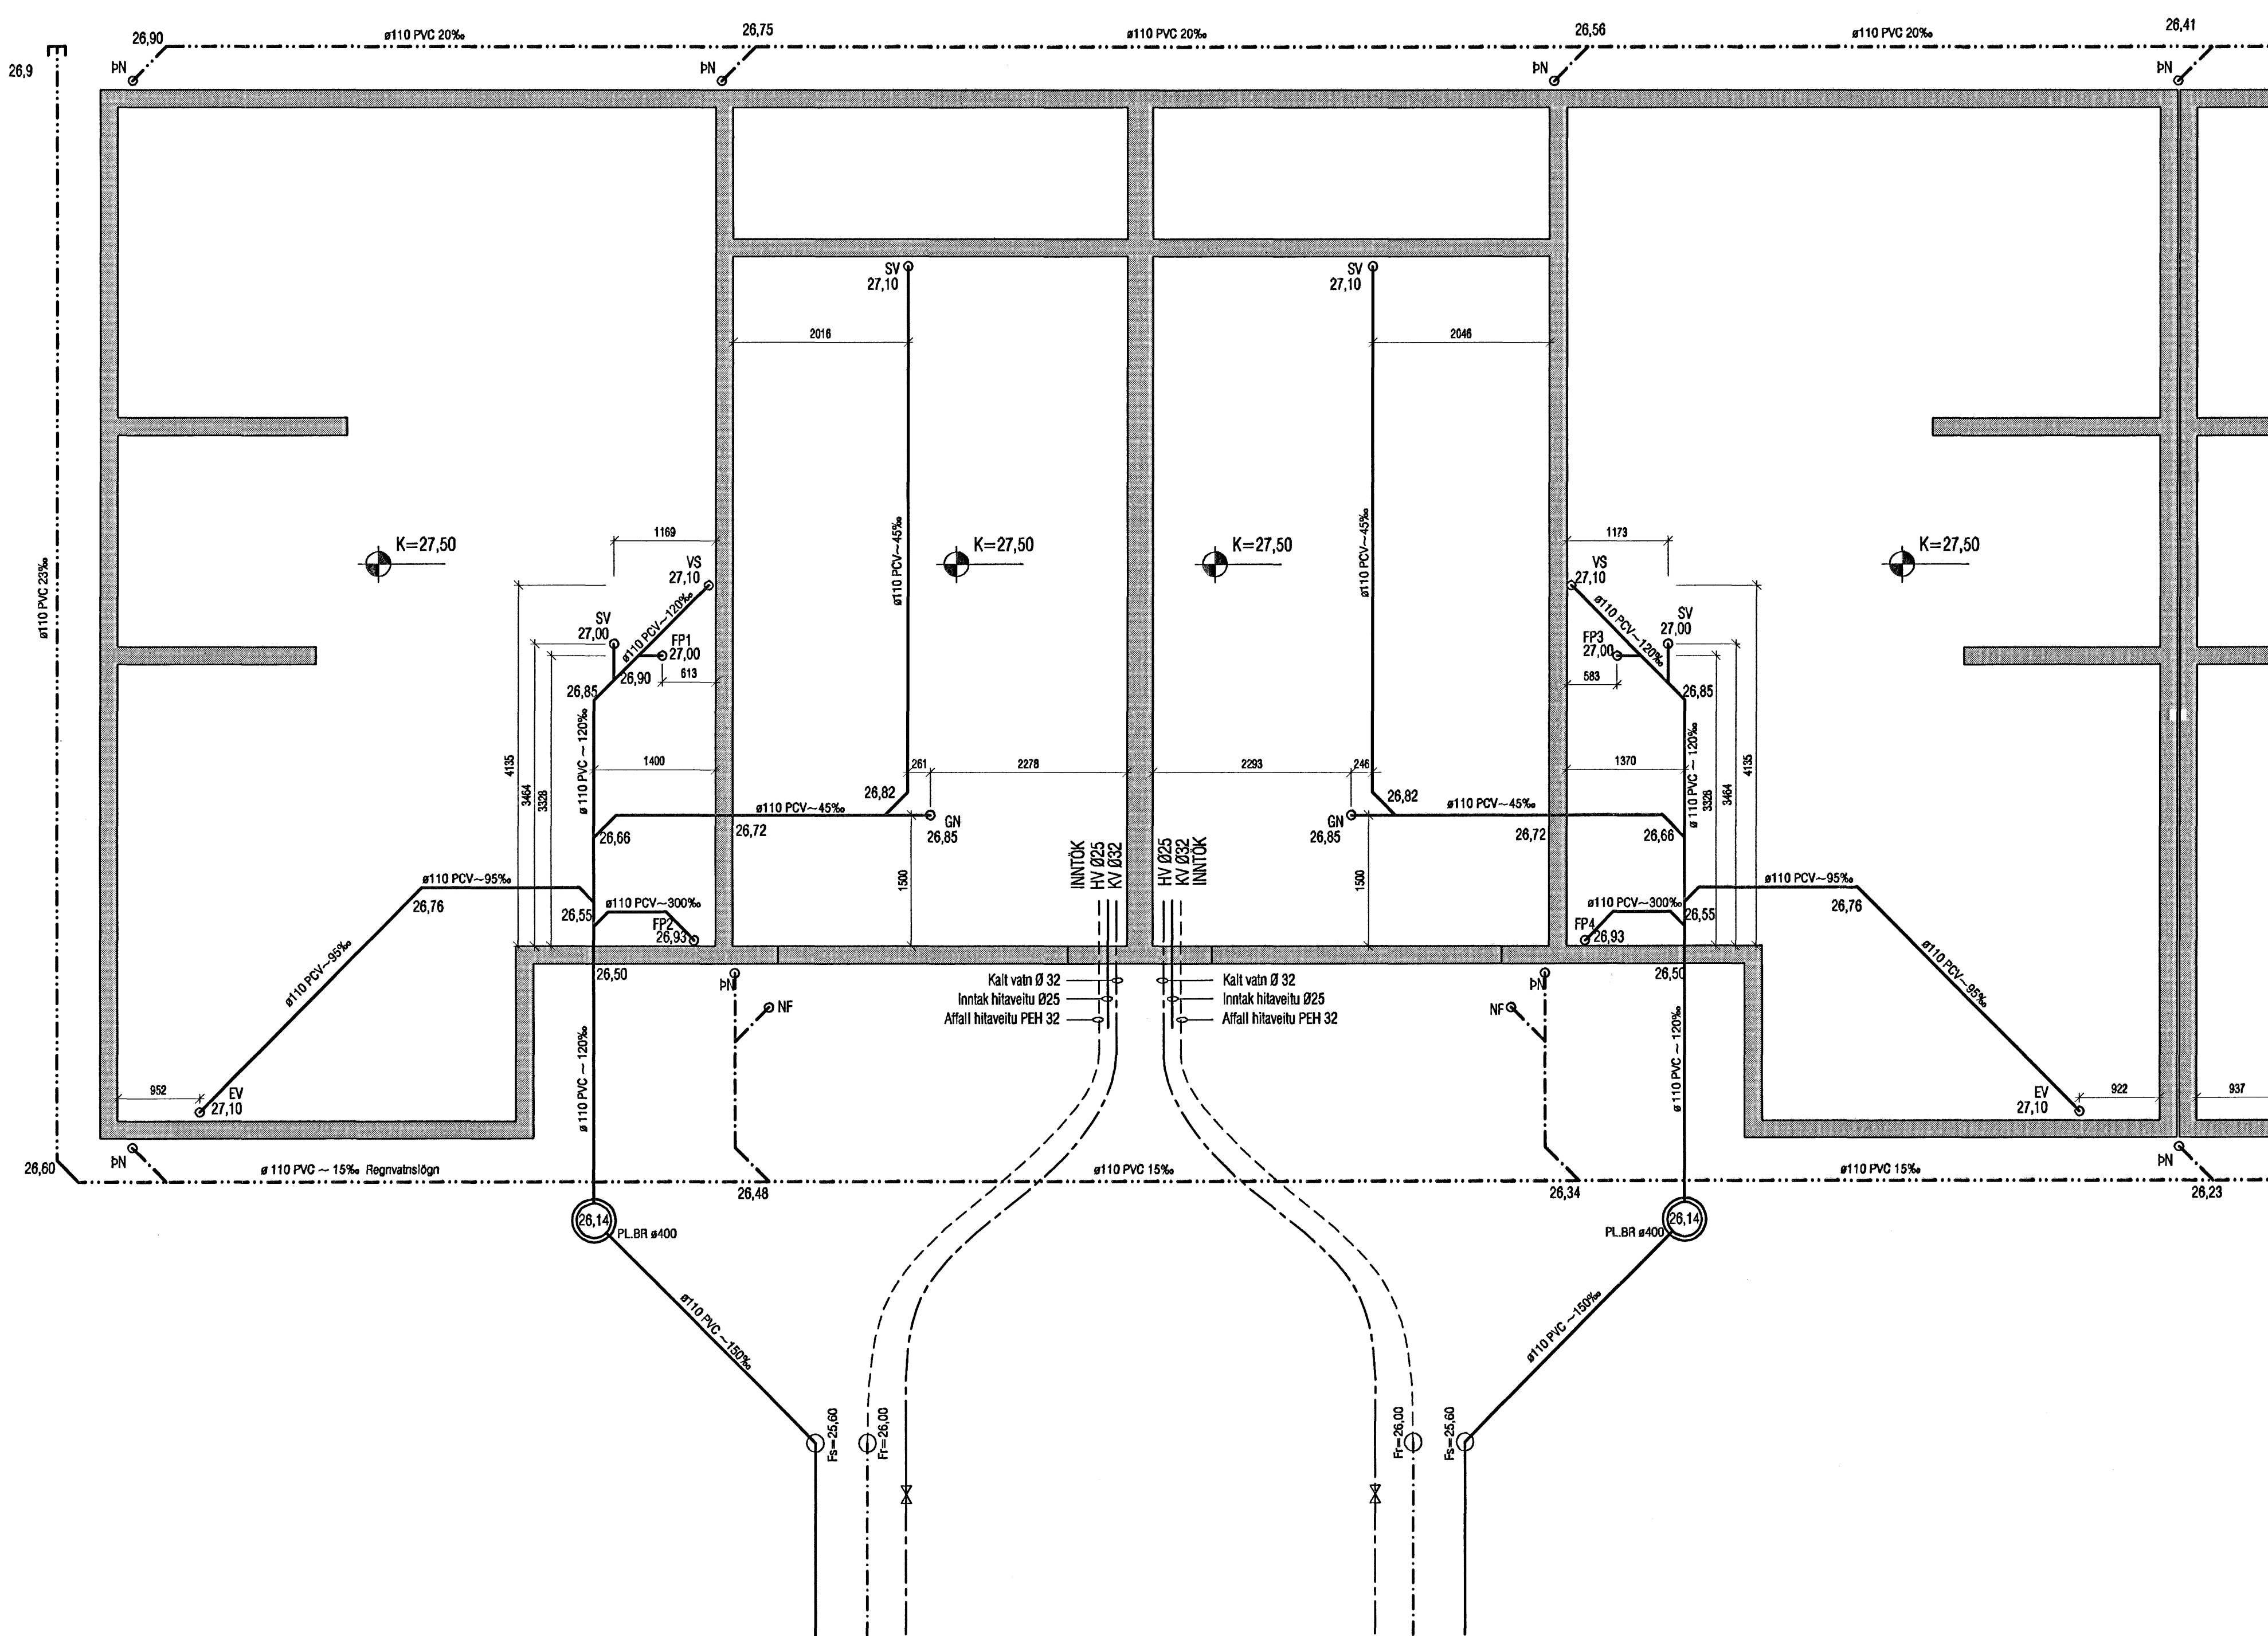 26,90
ø110 PVC 20‰
26,75
ø110 PVC 20‰
26,56
ø110 PVC 20‰
26,41
26,9
ÞN
ÞN
ÞN
ÞN
SV
27,10
SV
27,10
2016
2046
ø110 PVC 23‰
ø110 PCV~45‰
ø110 PCV~45‰
K=27,50
K=27,50
K=27,50
K=27,50
1169
1173
VS
27,10
VS
27,10
ø110 PCV~120‰
ø110 PCV~120‰
SV
27,00
FP1
27,00
FP3
27,00
SV
27,00
26,90
613
583
26,85
26,85
ø 110 PVC ~ 120‰
ø 110 PVC ~ 120‰
4135
3464
3328
3328
3464
4135
1400
261
2278
2293
246
1370
26,82
26,82
ø110 PCV~45‰
ø110 PCV~45‰
26,66
26,72
GN
26,85
GN
26,85
26,72
26,66
1500
1500
INNTÖK
HV Ø25
KV Ø32
HV Ø25
KV Ø32
INNTÖK
ø110 PCV~95‰
26,76
ø110 PCV~95‰
26,76
26,55
ø110 PCV~300‰
FP2
26,93
ø110 PCV~300‰
26,55
FP4
26,93
ø110 PCV~95‰
ø110 PCV~95‰
26,50
26,50
ÞN
NF
ÞN
NF
Kalt vatn Ø 32
Inntak hitaveitu Ø25
Affall hitaveitu PEH 32
Kalt vatn Ø 32
Inntak hitaveitu Ø25
Affall hitaveitu PEH 32
ø 110 PVC ~ 120‰
ø 110 PVC ~ 120‰
952
EV
27,10
EV
27,10
922
937
26,60
ÞN
ø 110 PVC ~ 15‰ Regnvatnslögn
26,48
ø110 PVC 15‰
26,34
ø110 PVC 15‰
ÞN
26,23
26,14
PL.BR ø400
26,14
PL.BR ø400
ø110 PVC ~150‰
ø110 PVC ~150‰
Fs=25,60
Fr=26,00
Fr=26,00
Fs=25,60